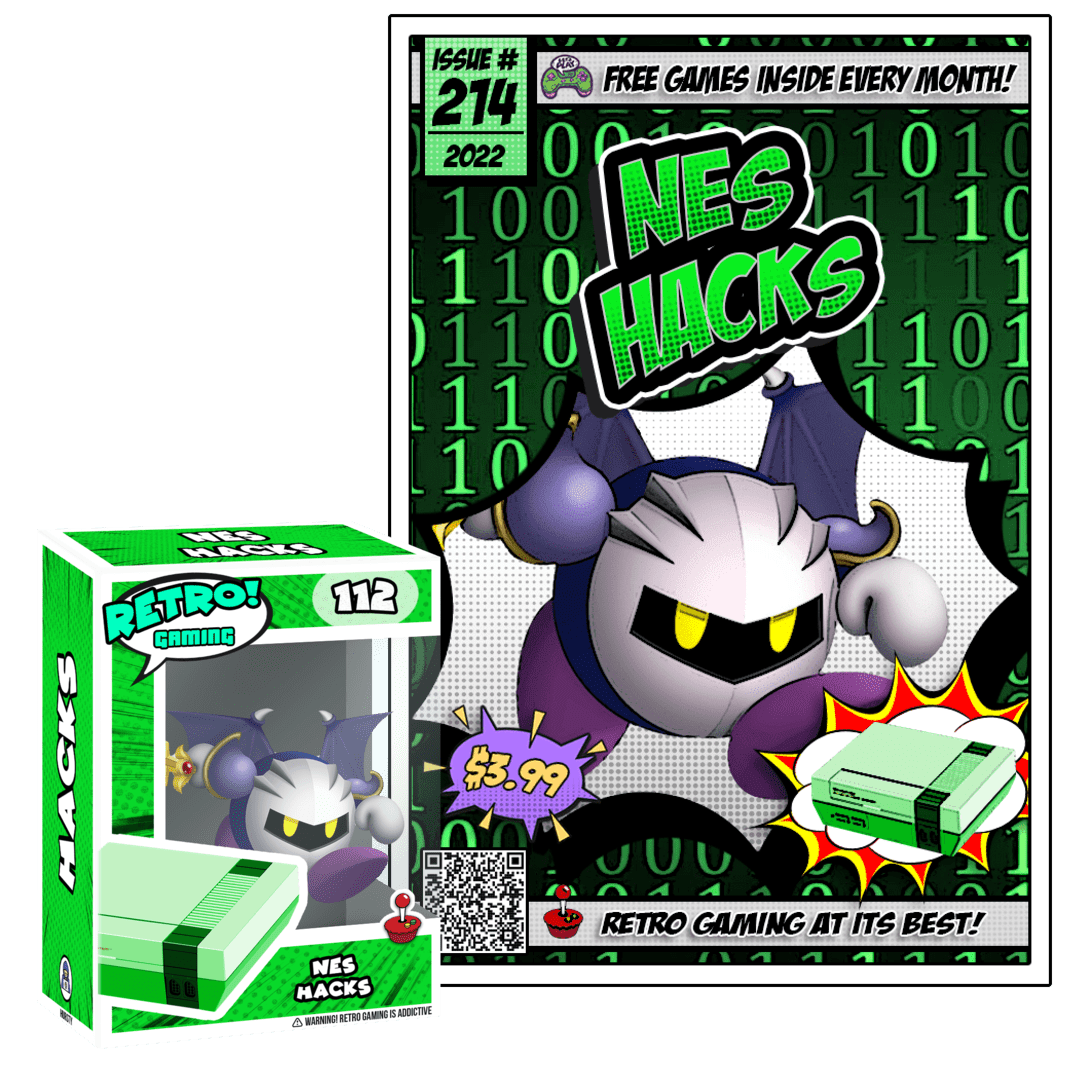 ISSUE #
214
2022
FREE GAMES INSIDE EVERY MONTH!
NES
HACKS
$3.99
RETRO GAMING AT ITS BEST!
NES
HACKS
RETRO!
GAMING
112
HACKS
NES
HACKS
WARNING! RETRO GAMING IS ADDICTIVE